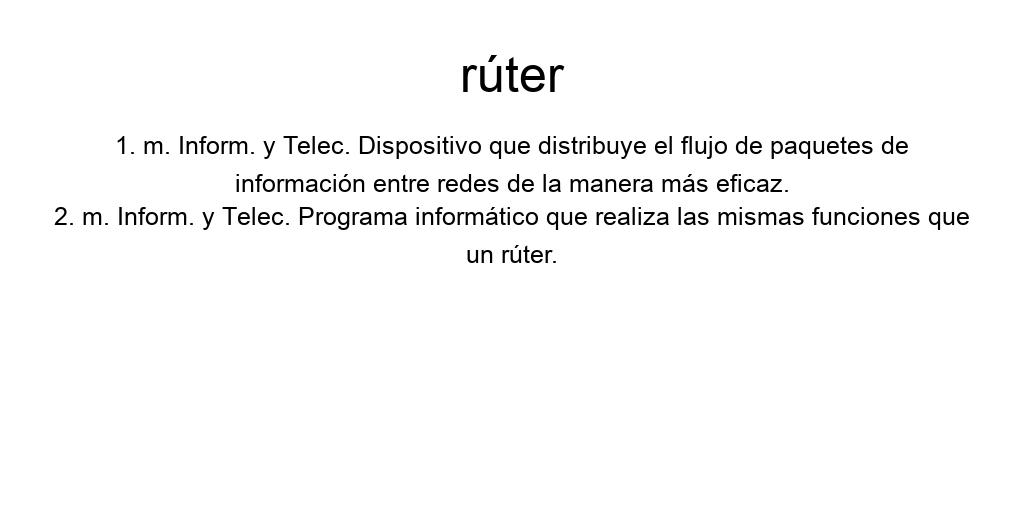 rúter
1. m. Inform. y Telec. Dispositivo que distribuye el flujo de paquetes de
información entre redes de la manera más eficaz.
2. m. Inform. y Telec. Programa informático que realiza las mismas funciones que
un rúter.